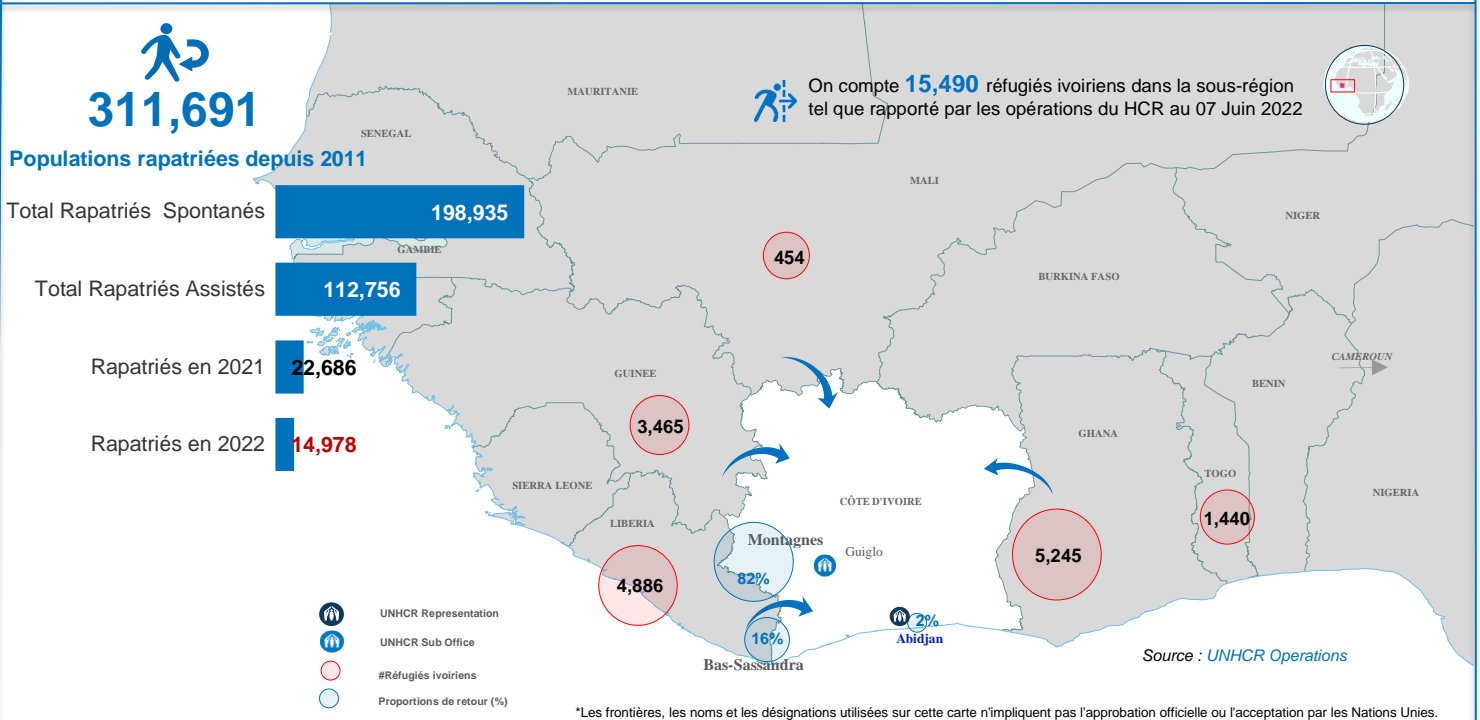 311,691
Populations rapatriées depuis 2011
Total Rapatriés Spontanés
198,935
Total Rapatriés Assistés
112,756
Rapatriés en 2021
22,686
Rapatriés en 2022
14,978
On compte 15,490 réfugiés ivoiriens dans la sous-région
tel que rapporté par les opérations du HCR au 07 Juin 2022
MAURITANIE
SENEGAL
MALI
NIGER
GAMBIE
454
BURKINA FASO
CAMEROUN
GUINEE
BENIN
3,465
GHANA
SIERRA LEONE
TOGO
NIGERIA
CÔTE D'IVOIRE
LIBERIA
1,440
Montagnes
Guiglo
5,245
82%
4,886
2%
Abidjan
16%
Bas-Sassandra
UNHCR Representation
UNHCR Sub Office
#Réfugiés ivoiriens
Proportions de retour (%)
Source : UNHCR Operations
*Les frontières, les noms et les désignations utilisées sur cette carte n'impliquent pas l'approbation officielle ou l'acceptation par les Nations Unies.